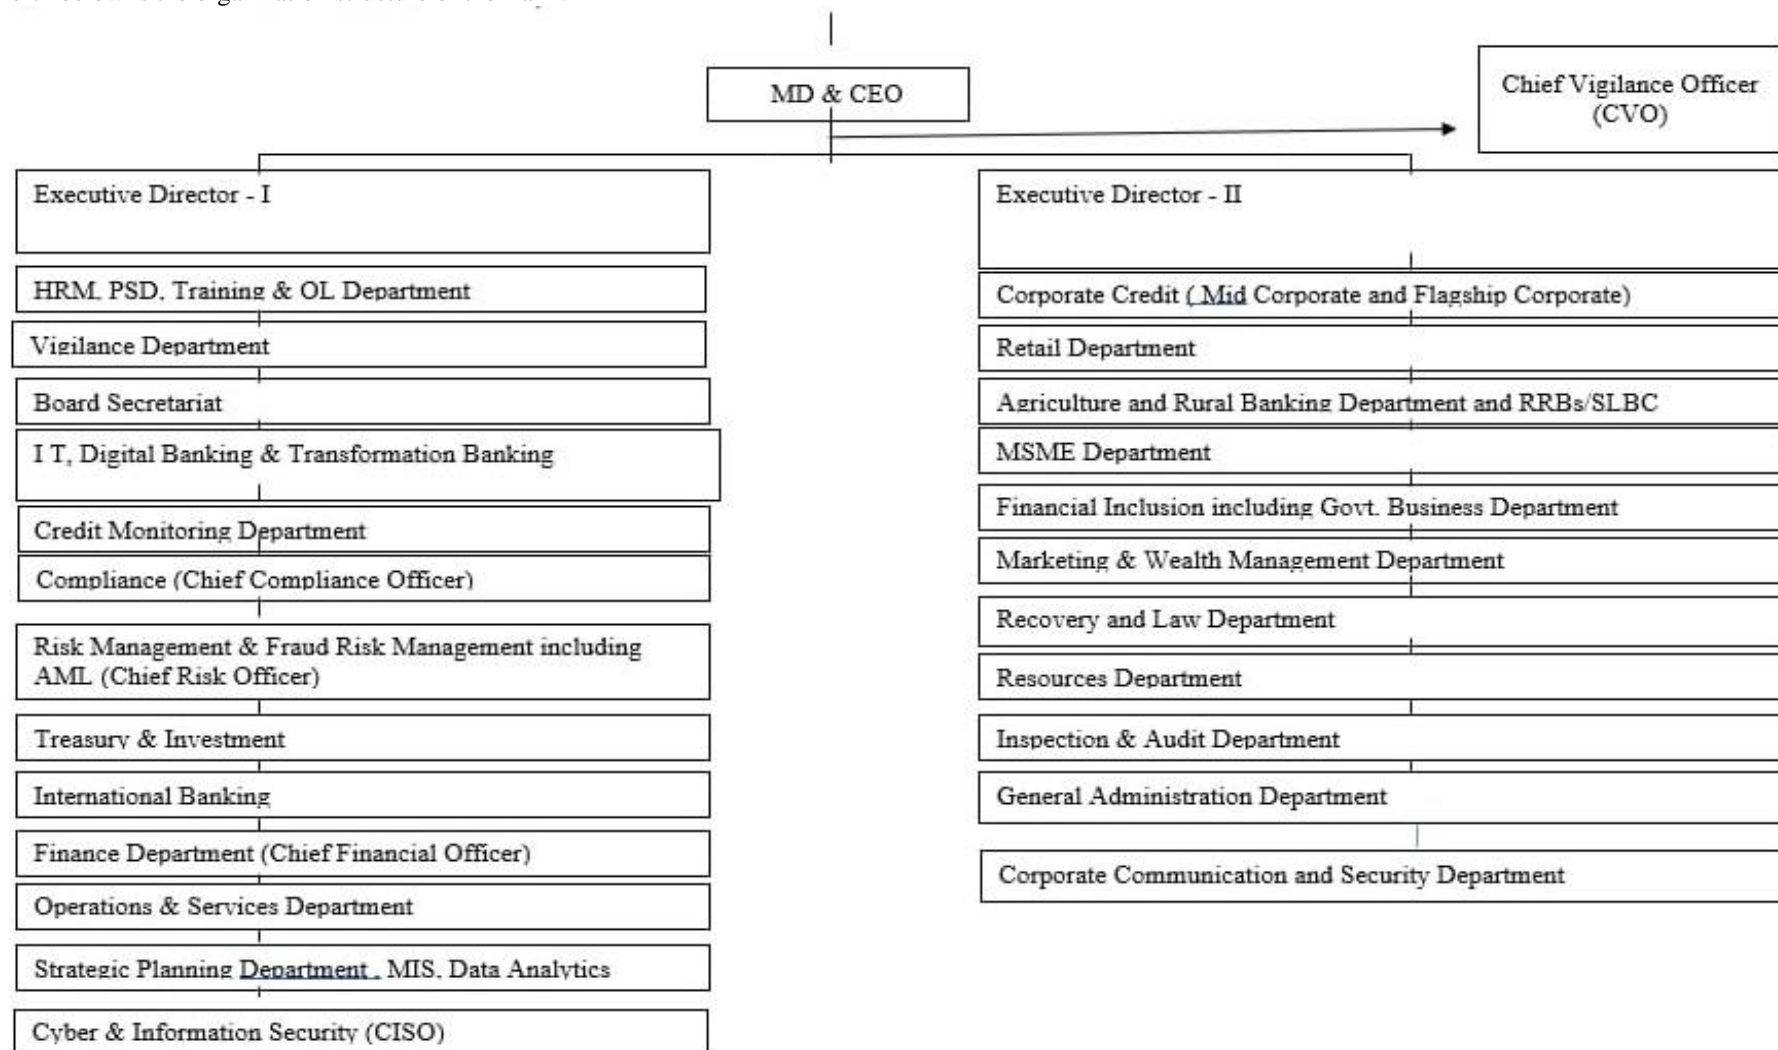 MD & CEO
Chief Vigilance Officer
(CVO)
Executive Director - I
HRM, PSD, Training & OL Department
Vigilance Department
Board Secretariat
I T, Digital Banking & Transformation Banking
Credit Monitoring Department
Compliance (Chief Compliance Officer)
Risk Management & Fraud Risk Management including
AML (Chief Risk Officer)
Treasury & Investment
International Banking
Finance Department (Chief Financial Officer)
Operations & Services Department
Strategic Planning Department , MIS, Data Analytics
Cyber & Information Security (CISO)
Executive Director - II
Corporate Credit ( Mid Corporate and Flagship Corporate)
Retail Department
Agriculture and Rural Banking Department and RRBs/SLBC
MSME Department
Financial Inclusion including Govt. Business Department
Marketing & Wealth Management Department
Recovery and Law Department
Resources Department
Inspection & Audit Department
General Administration Department
Corporate Communication and Security Department